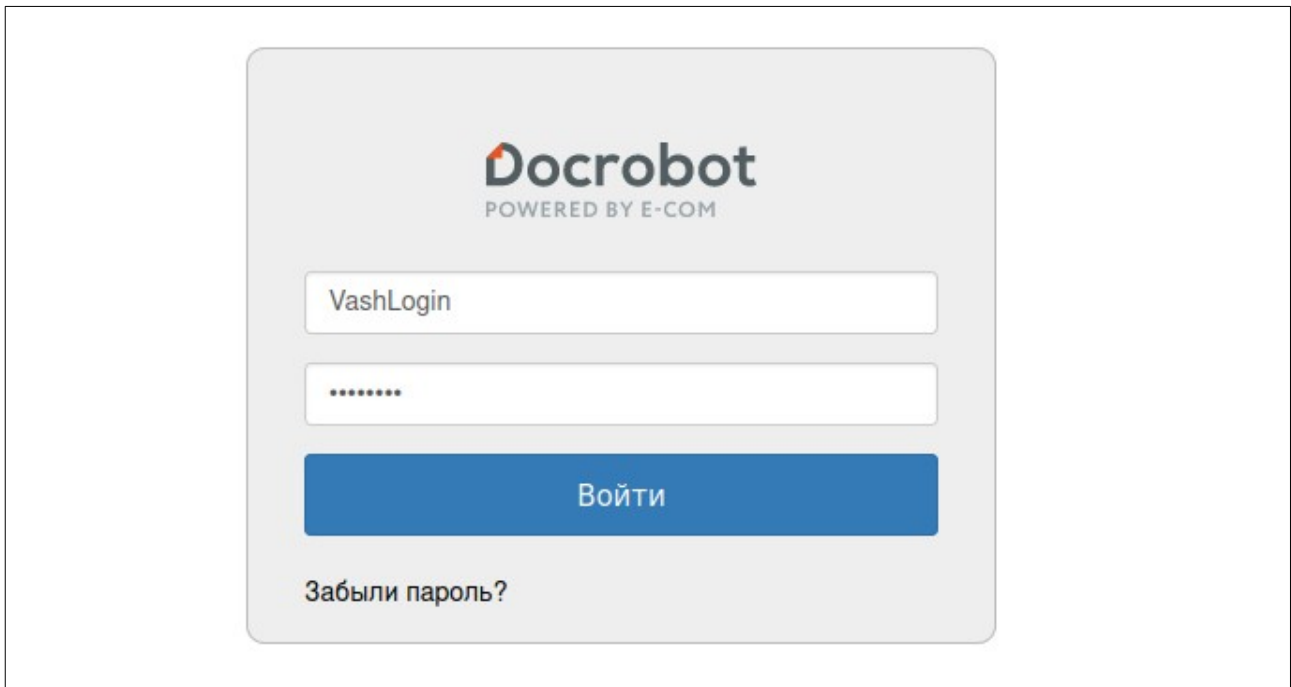 Docrobot
POWERED BY E-COM
VashLogin
••••••••
Войти
Забыли пароль?